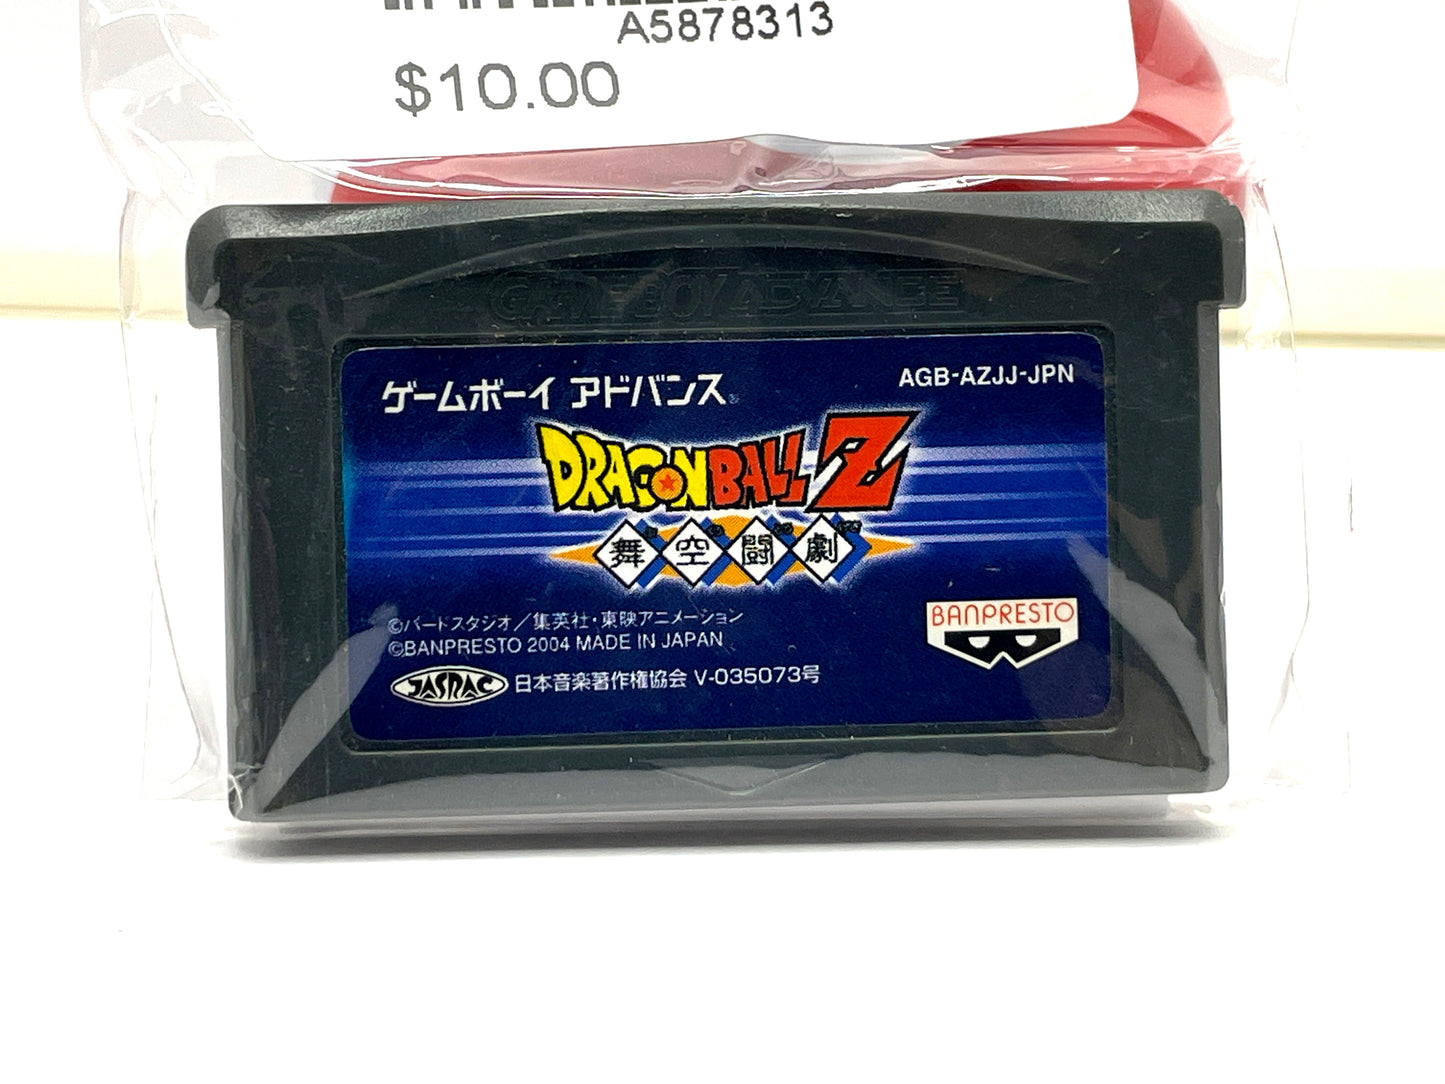 A5878313
$10.00
GAME BOY ADVANCE
ゲームボーイ アドバンス
AGB-AZJJ-JPN
DRAGONBALL Z
舞空闘劇
©バードスタジオ／集英社・東映アニメーション
©BANPRESTO 2004 MADE IN JAPAN
BANPRESTO
JASRAC 日本音楽著作権協会 V-035073号